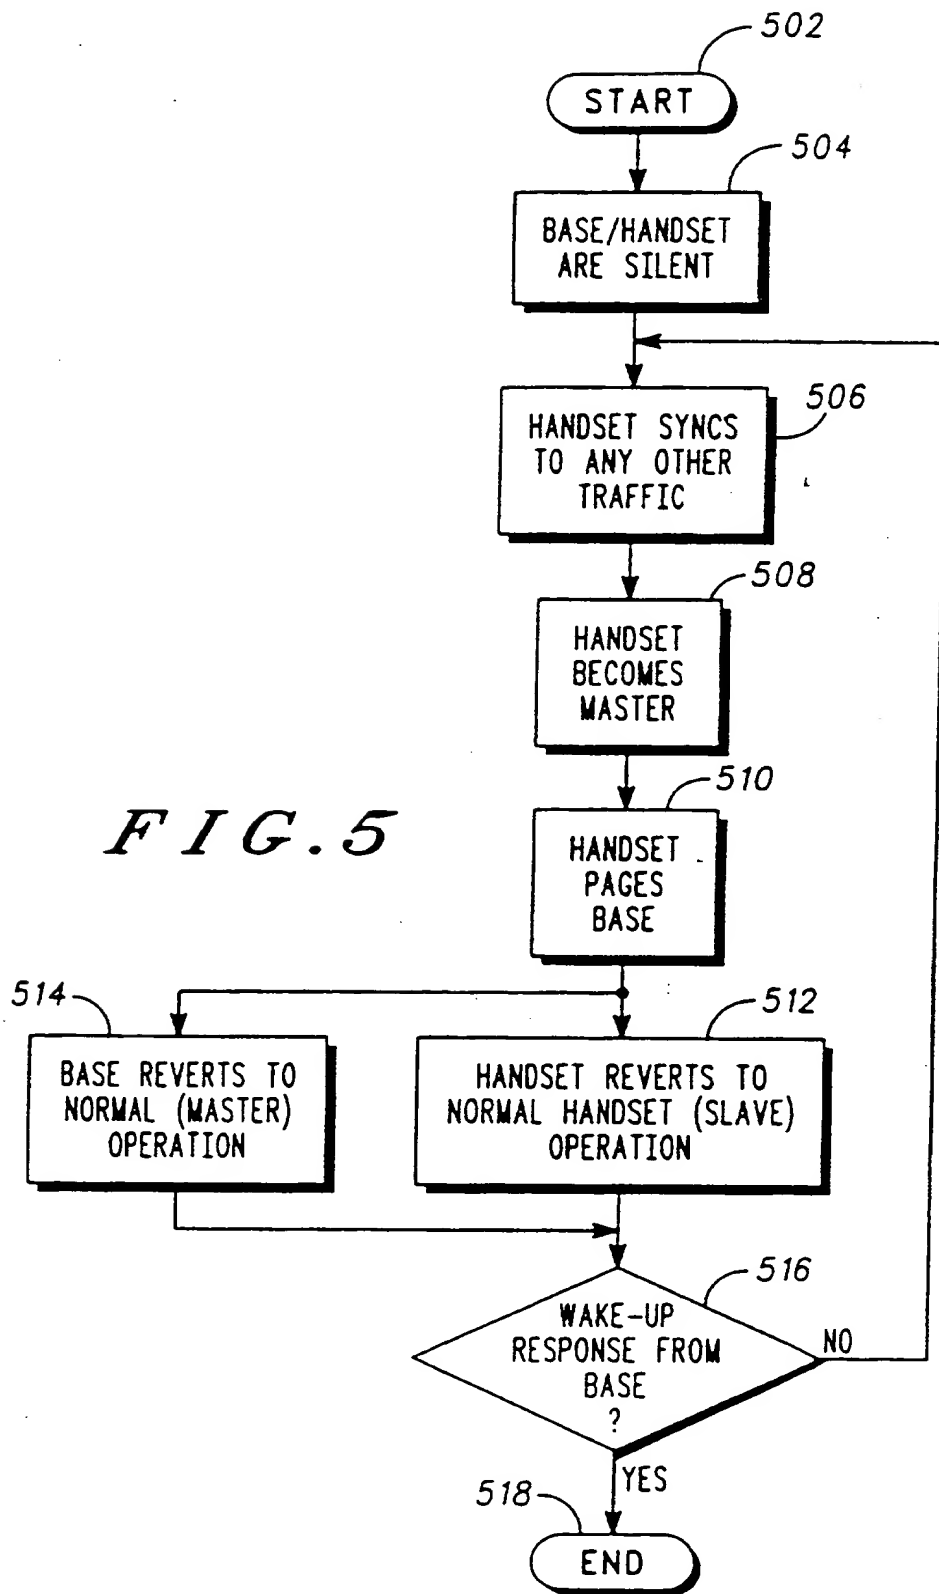 502
START
504
BASE/HANDSET
ARE SILENT
506
HANDSET SYNCS
TO ANY OTHER
TRAFFIC
508
HANDSET
BECOMES
MASTER
510
HANDSET
PAGES
BASE
FIG. 5
514
BASE REVERTS TO
NORMAL (MASTER)
OPERATION
512
HANDSET REVERTS TO
NORMAL HANDSET (SLAVE)
OPERATION
516
WAKE-UP
RESPONSE FROM
BASE
?
NO
YES
518
END